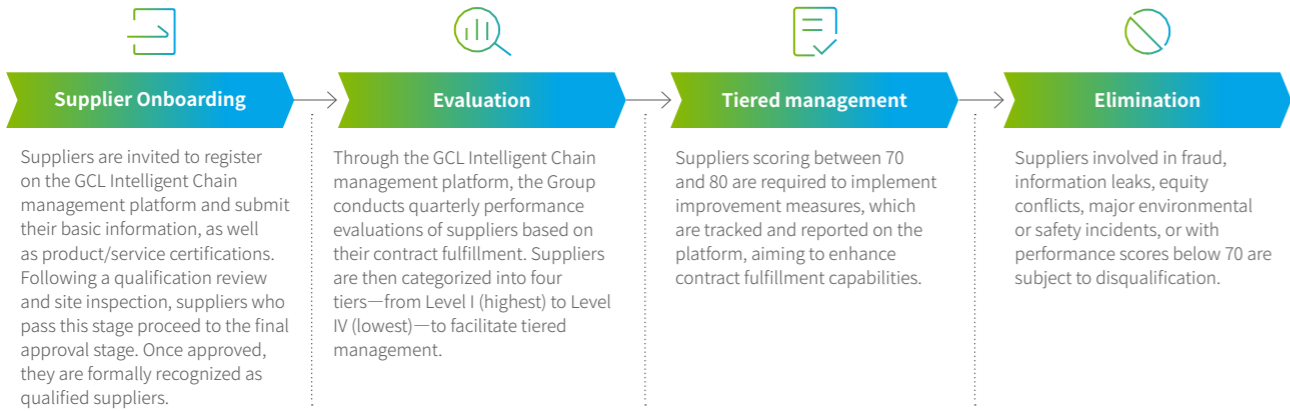 Supplier Onboarding
Suppliers are invited to register
on the GCL Intelligent Chain
management platform and submit
their basic information, as well
as product/service certifications.
Following a qualification review
and site inspection, suppliers who
pass this stage proceed to the final
approval stage. Once approved,
they are formally recognized as
qualified suppliers.
Evaluation
Through the GCL Intelligent Chain
management platform, the Group
conducts quarterly performance
evaluations of suppliers based on
their contract fulfillment. Suppliers
are then categorized into four
tiers—from Level I (highest) to Level
IV (lowest)—to facilitate tiered
management.
Tiered management
Suppliers scoring between 70
and 80 are required to implement
improvement measures, which
are tracked and reported on the
platform, aiming to enhance
contract fulfillment capabilities.
Elimination
Suppliers involved in fraud,
information leaks, equity
conflicts, major environmental
or safety incidents, or with
performance scores below 70 are
subject to disqualification.